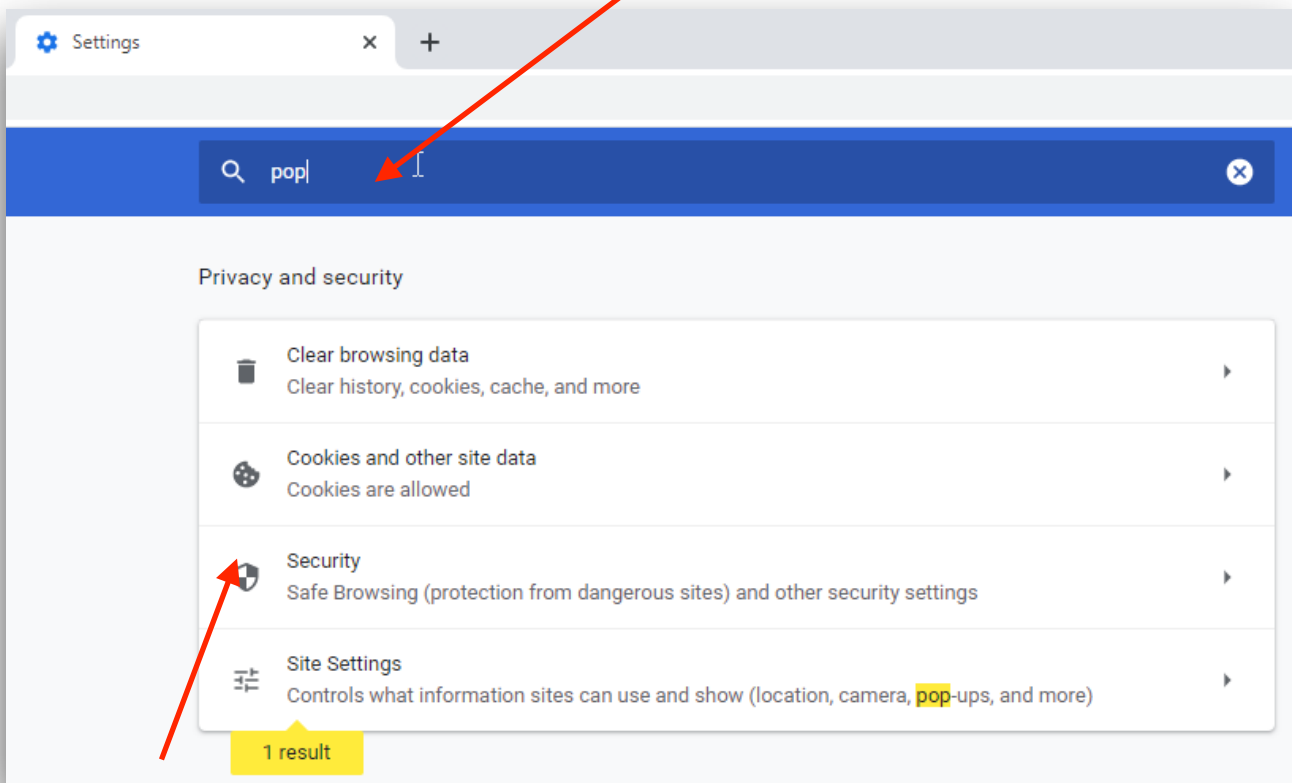 Settings
pop
Privacy and security
Clear browsing data
Clear history, cookies, cache, and more
Cookies and other site data
Cookies are allowed
Security
Safe Browsing (protection from dangerous sites) and other security settings
Site Settings
Controls what information sites can use and show (location, camera, pop-ups, and more)
1 result